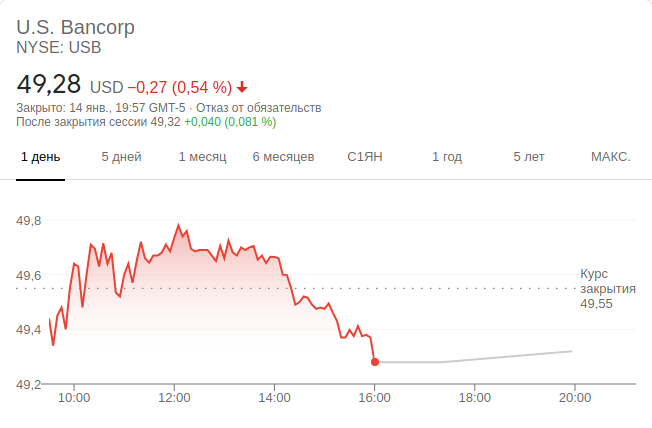 U.S. Bancorp
NYSE: USB
49,28 USD −0,27 (0,54 %)
Закрыто: 14 янв., 19:57 GMT-5 · Отказ от обязательств
После закрытия сессии 49,32 +0,040 (0,081 %)
1 день 5 дней 1 месяц 6 месяцев С1ЯН 1 год 5 лет МАКС.
49,8
49,6
49,4
49,2
Курс
закрытия
49,55
10:00 12:00 14:00 16:00 18:00 20:00